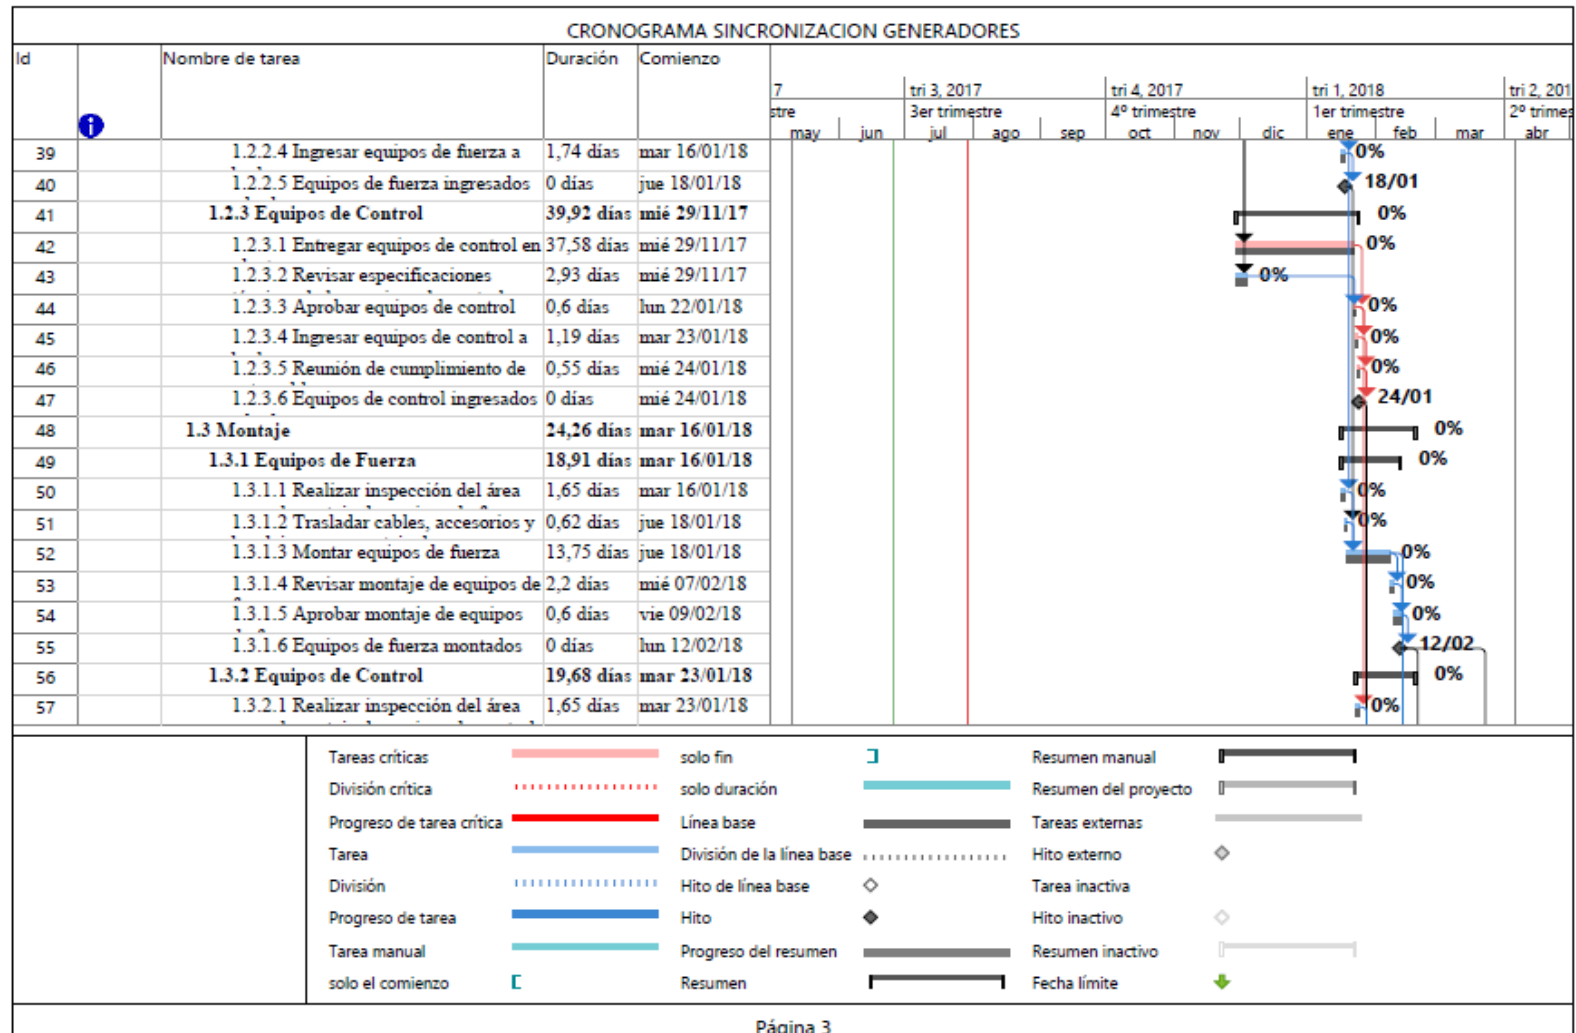 CRONOGRAMA SINCRONIZACION GENERADORES
Id Nombre de tarea Duración Comienzo
7 tri 3, 2017 tri 4, 2017 tri 1, 2018 tri 2, 201
stre 3er trimestre 4º trimestre 1er trimestre 2º trimes
may jun jul ago sep oct nov dic ene feb mar abr
39 1.2.2.4 Ingresar equipos de fuerza a 1,74 días mar 16/01/18 0%
40 1.2.2.5 Equipos de fuerza ingresados 0 días jue 18/01/18 18/01
41 1.2.3 Equipos de Control 39,92 días mié 29/11/17 0%
42 1.2.3.1 Entregar equipos de control en 37,58 días mié 29/11/17 0%
43 1.2.3.2 Revisar especificaciones 2,93 días mié 29/11/17 0%
44 1.2.3.3 Aprobar equipos de control 0,6 días lun 22/01/18 0%
45 1.2.3.4 Ingresar equipos de control a 1,19 días mar 23/01/18 0%
46 1.2.3.5 Reunión de cumplimiento de 0,55 días mié 24/01/18 0%
47 1.2.3.6 Equipos de control ingresados 0 días mié 24/01/18 24/01
48 1.3 Montaje 24,26 días mar 16/01/18 0%
49 1.3.1 Equipos de Fuerza 18,91 días mar 16/01/18 0%
50 1.3.1.1 Realizar inspección del área 1,65 días mar 16/01/18 0%
51 1.3.1.2 Trasladar cables, accesorios y 0,62 días jue 18/01/18 0%
52 1.3.1.3 Montar equipos de fuerza 13,75 días jue 18/01/18 0%
53 1.3.1.4 Revisar montaje de equipos de 2,2 días mié 07/02/18 0%
54 1.3.1.5 Aprobar montaje de equipos 0,6 días vie 09/02/18 0%
55 1.3.1.6 Equipos de fuerza montados 0 días lun 12/02/18 12/02
56 1.3.2 Equipos de Control 19,68 días mar 23/01/18 0%
57 1.3.2.1 Realizar inspección del área 1,65 días mar 23/01/18 0%
Tareas críticas solo fin Resumen manual
División crítica solo duración Resumen del proyecto
Progreso de tarea crítica Línea base Tareas externas
Tarea División de la línea base Hito externo
División Hito de línea base Tarea inactiva
Progreso de tarea Hito Hito inactivo
Tarea manual Progreso del resumen Resumen inactivo
solo el comienzo Resumen Fecha límite
Página 3